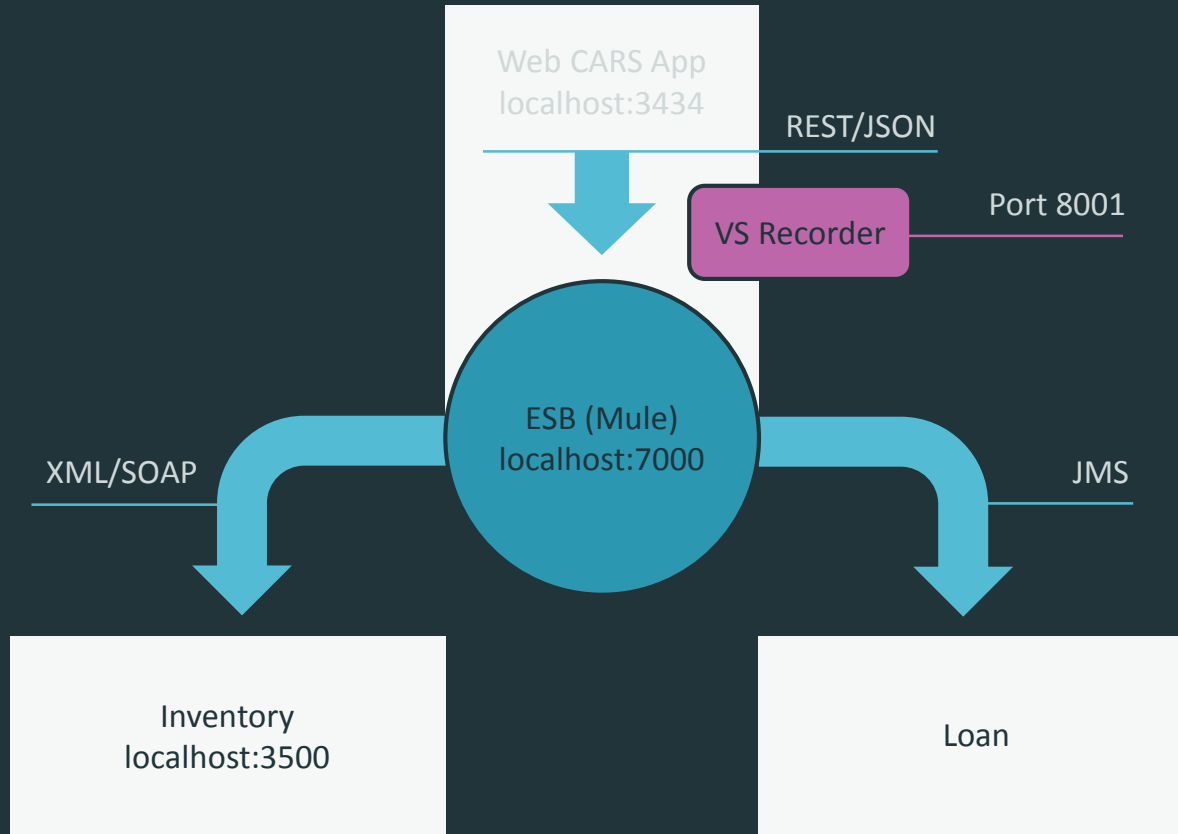 Web CARS App
localhost:3434
REST/JSON
Port 8001
VS Recorder
ESB (Mule)
localhost:7000
XML/SOAP
JMS
Inventory
localhost:3500
Loan